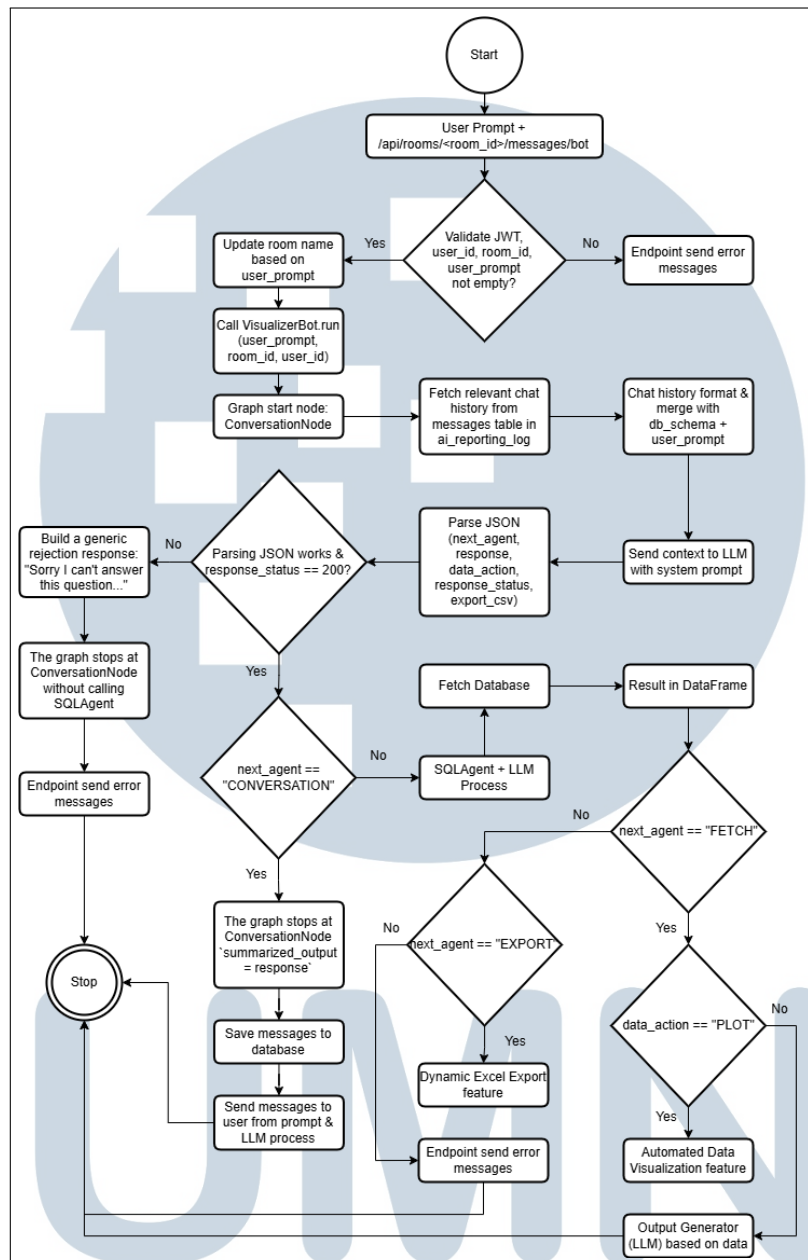 Start
User Prompt +
/api/rooms/<room_id>/messages/bot
Validate JWT,
user_id, room_id,
user_prompt
not empty?
Yes
No
Update room name
based on
user_prompt
Endpoint send error
messages
Call VisualizerBot.run
(user_prompt,
room_id, user_id)
Graph start node:
ConversationNode
Fetch relevant chat
history from
messages table in
ai_reporting_log
Chat history format &
merge with
db_schema +
user_prompt
Send context to LLM
with system prompt
Parse JSON
(next_agent,
response,
data_action,
response_status,
export_csv)
Parsing JSON works &
response_status == 200?
No
Build a generic
rejection response:
"Sorry I can't answer
this question..."
The graph stops at
ConversationNode
without calling
SQLAgent
Endpoint send error
messages
Yes
next_agent ==
"CONVERSATION"
No
SQLAgent + LLM
Process
Fetch Database
Result in DataFrame
next_agent == "FETCH"
No
Yes
Yes
The graph stops at
ConversationNode
`summarized_output
= response`
Save messages to
database
Send messages to
user from prompt &
LLM process
Stop
next_agent == "EXPORT"
No
Yes
Dynamic Excel Export
feature
Endpoint send error
messages
data_action == "PLOT"
No
Yes
Automated Data
Visualization feature
Output Generator
(LLM) based on data
UMN